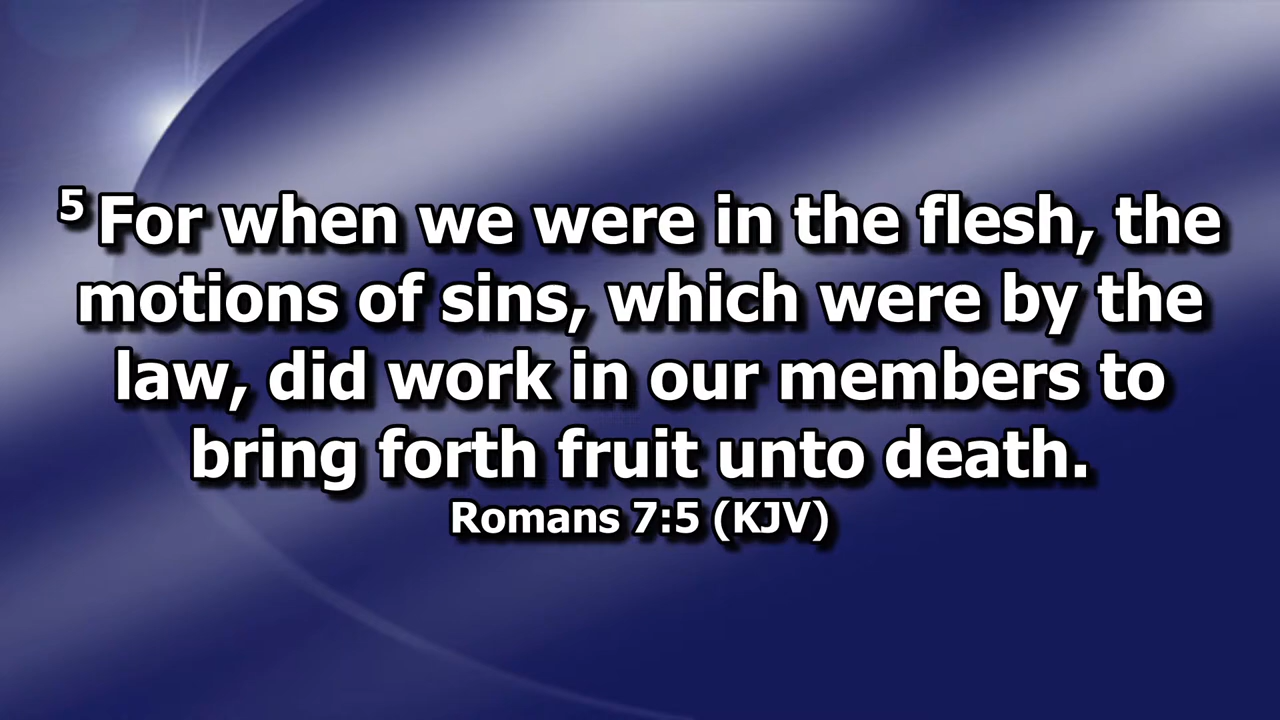 5 For when we were in the flesh, the
motions of sins, which were by the
law, did work in our members to
bring forth fruit unto death.
Romans 7:5 (KJV)